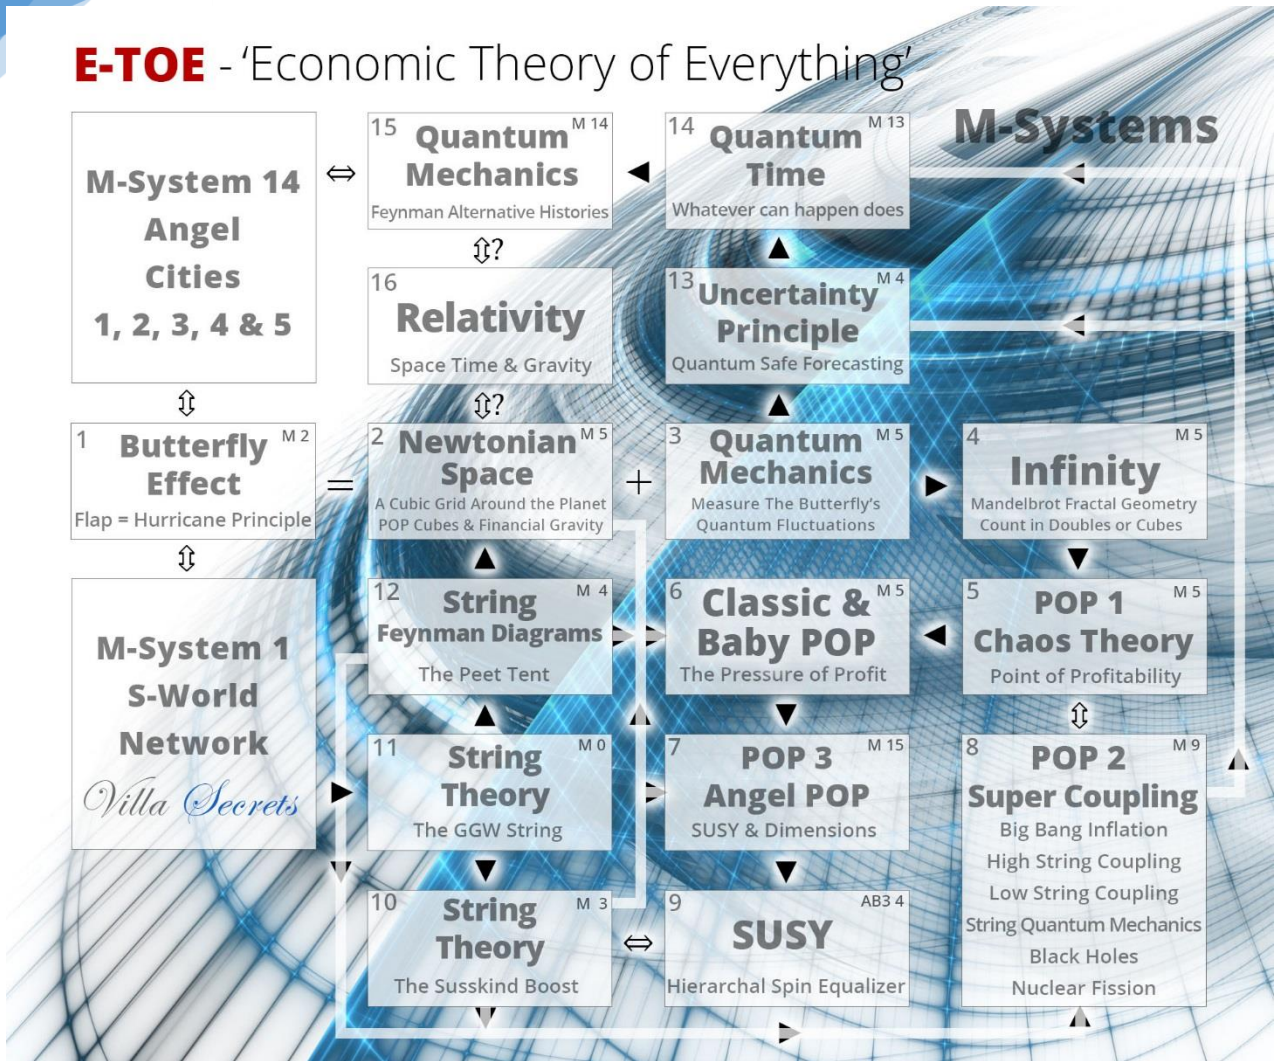 E-TOE - ‘Economic Theory of Everything’
M-Systems
M-System 14
Angel
Cities
1, 2, 3, 4 & 5
15 Quantum M 14
Mechanics
Feynman Alternative Histories
14 Quantum M 13
Time
Whatever can happen does
?
16
Relativity
Space Time & Gravity
13 Uncertainty M 4
Principle
Quantum Safe Forecasting
?
1 Butterfly M 2
Effect
Flap = Hurricane Principle
=
2 Newtonian M 5
Space
A Cubic Grid Around the Planet
POP Cubes & Financial Gravity
+
3 Quantum M 5
Mechanics
Measure The Butterfly's
Quantum Fluctuations
4 M 5
Infinity
Mandelbrot Fractal Geometry
Count in Doubles or Cubes
M-System 1
S-World
Network
Villa Secrets
12 String M 4
Feynman Diagrams
The Peet Tent
6 Classic & M 5
Baby POP
The Pressure of Profit
5 POP 1 M 5
Chaos Theory
Point of Profitability
11 String M 0
Theory
The GGW String
7 POP 3 M 15
Angel POP
SUSY & Dimensions
8 POP 2 M 9
Super Coupling
Big Bang Inflation
High String Coupling
Low String Coupling
String Quantum Mechanics
Black Holes
Nuclear Fission
10 String M 3
Theory
The Susskind Boost
9 AB3 4
SUSY
Hierarchal Spin Equalizer